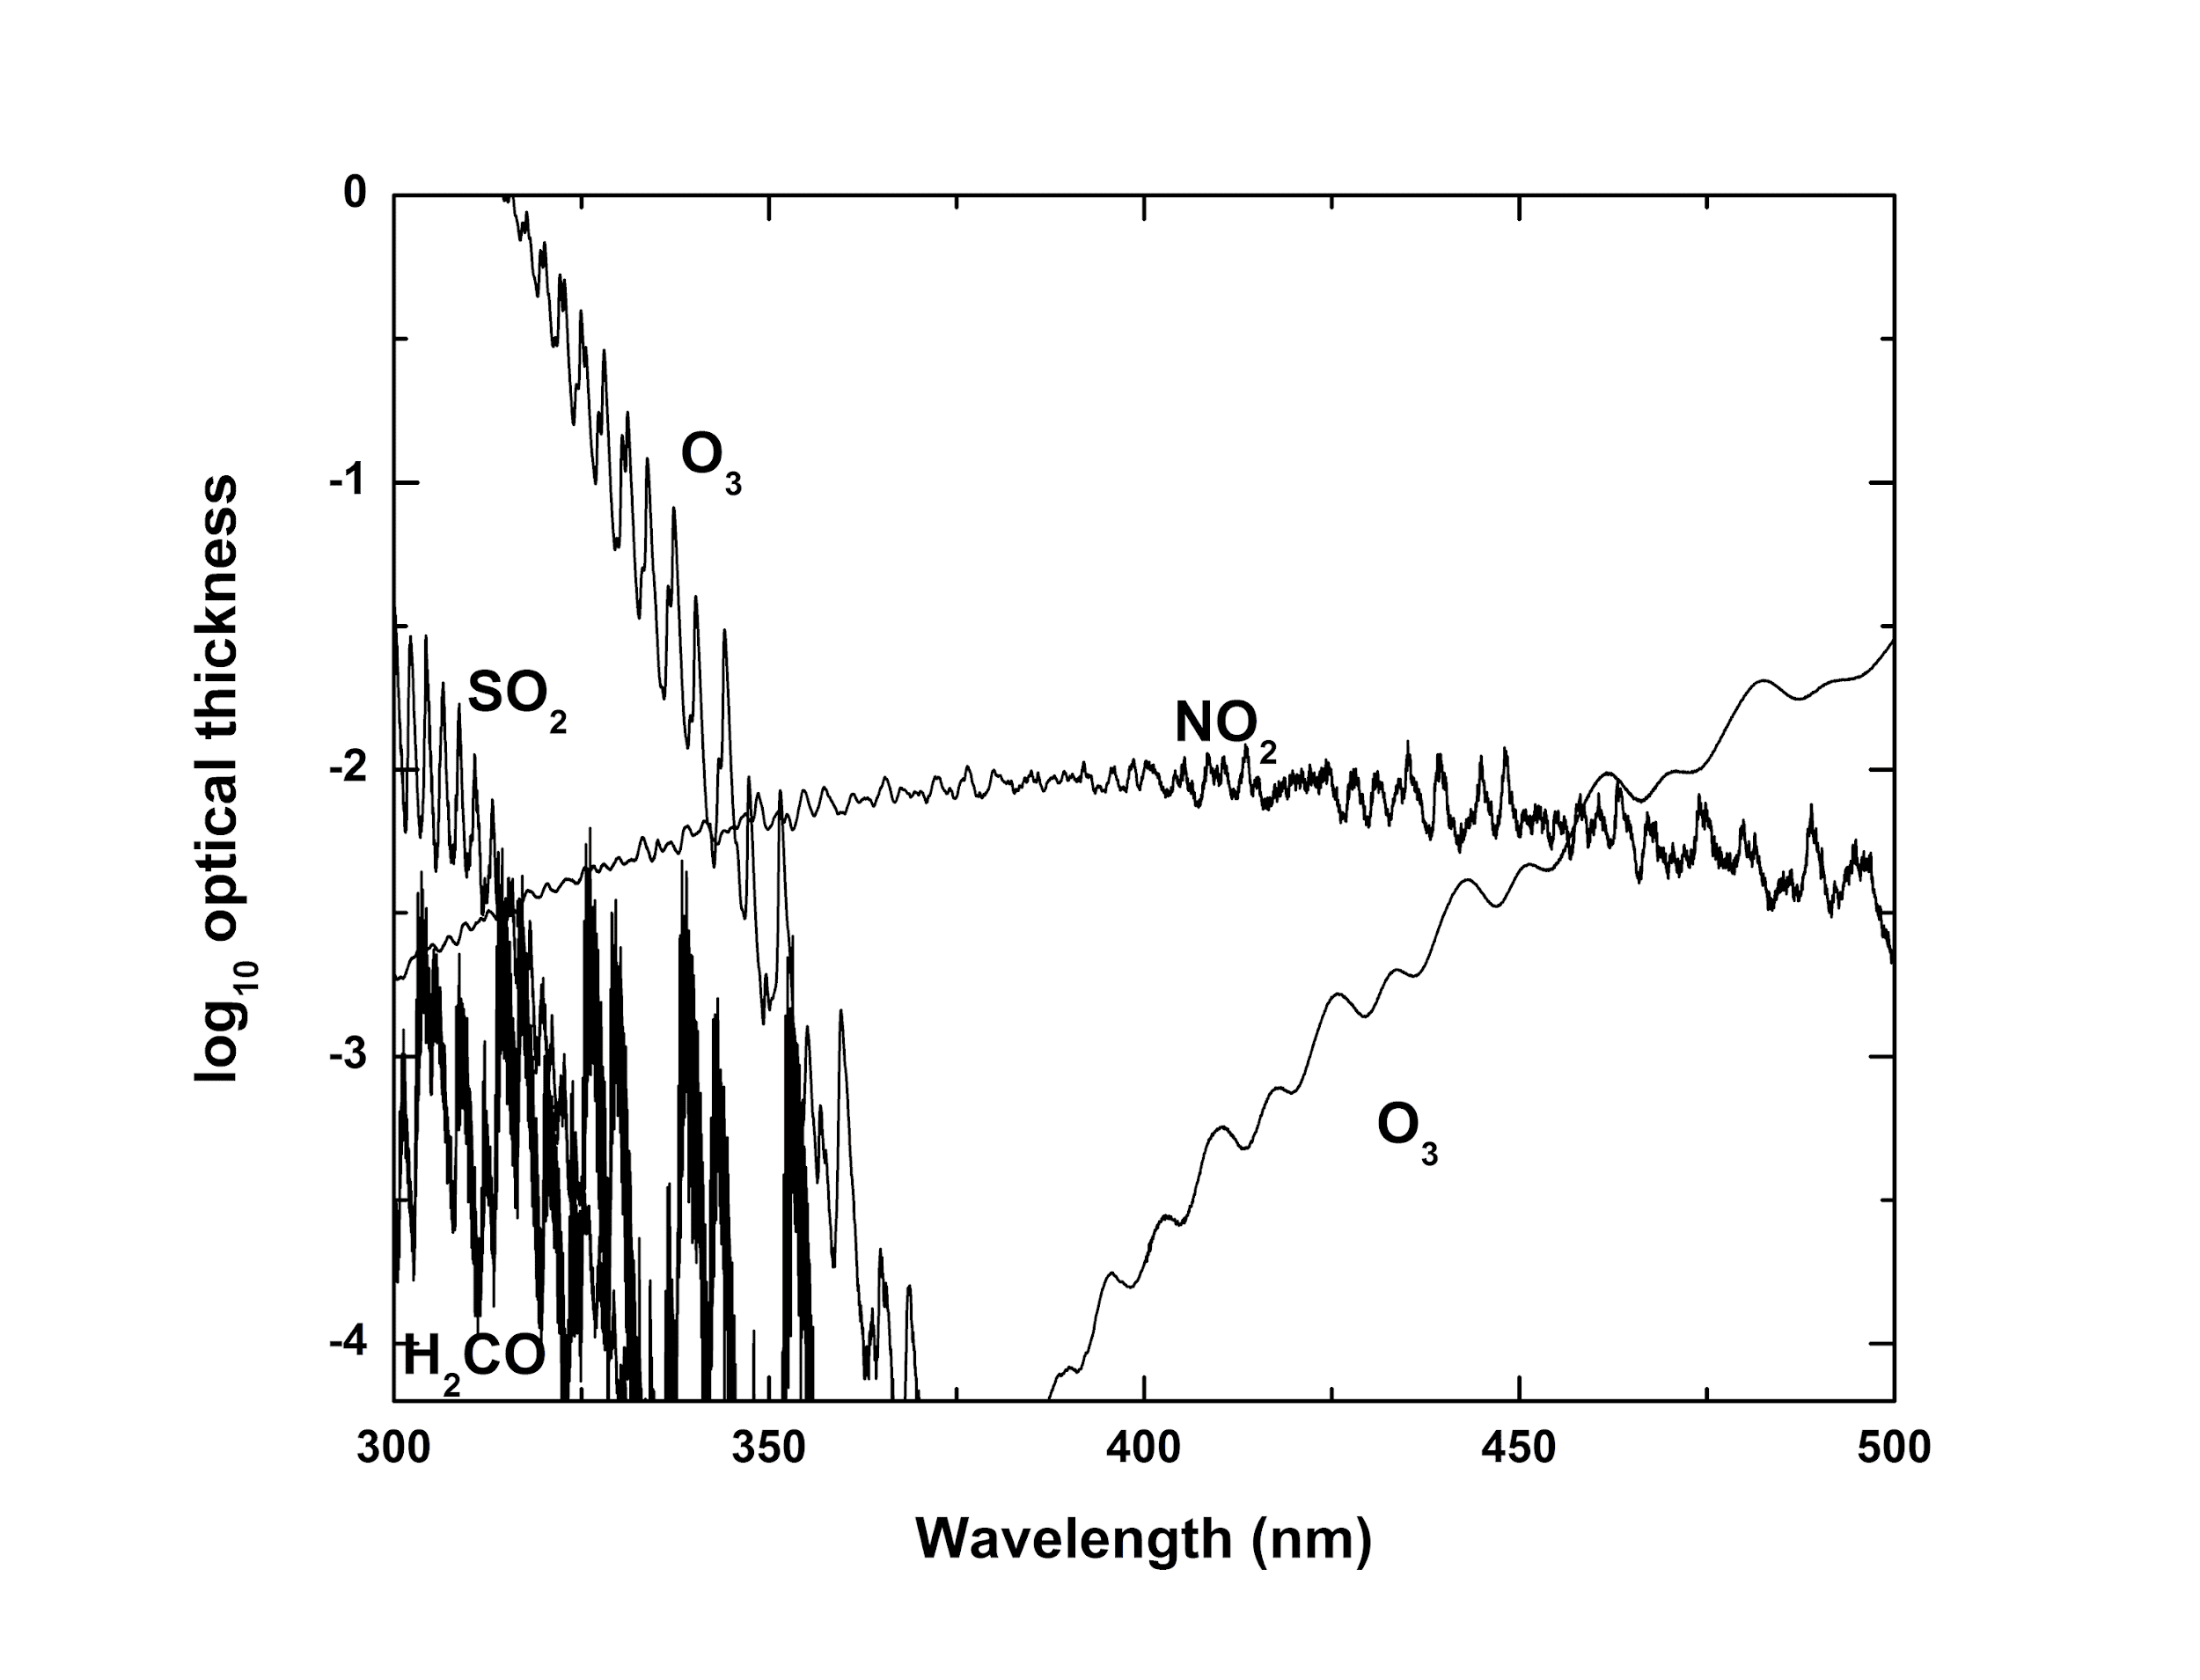 0
-1
-2
-3
-4
log10 optical thickness
O3
SO2
NO2
O3
H2CO
300 350 400 450 500
Wavelength (nm)